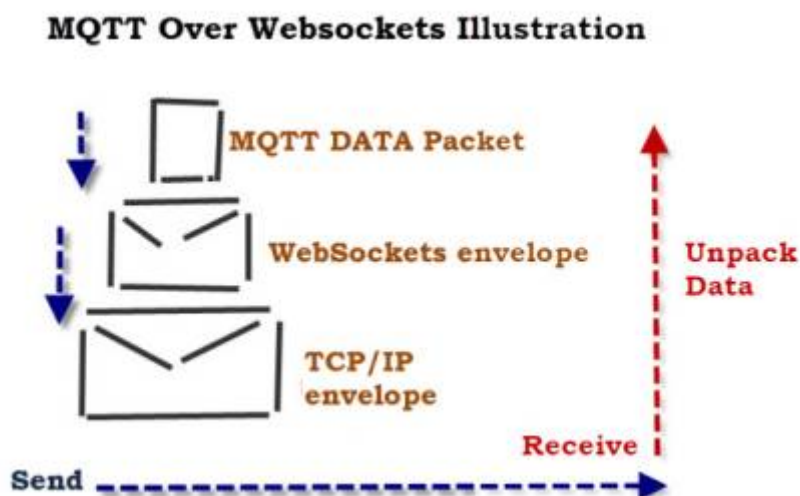 MQTT Over Websockets Illustration
MQTT DATA Packet
WebSockets envelope
Unpack
Data
TCP/IP
envelope
Receive
Send